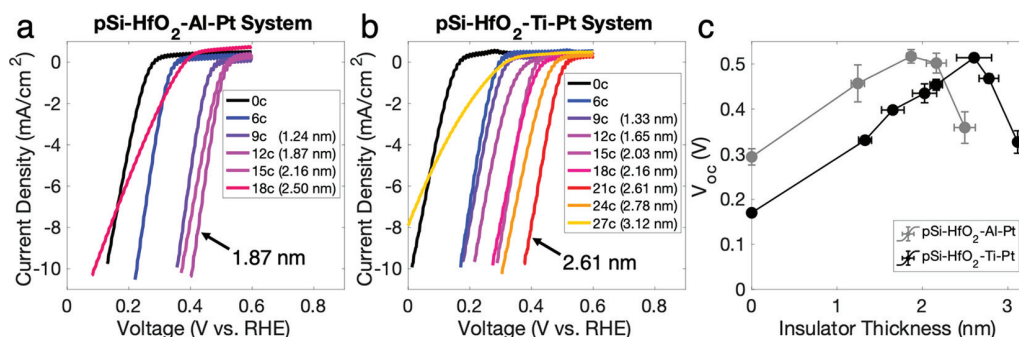 a
pSi-HfO2-Al-Pt System
Current Density (mA/cm2)
0
-2
-4
-6
-8
-10
0c
6c
9c (1.24 nm)
12c (1.87 nm)
15c (2.16 nm)
18c (2.50 nm)
1.87 nm
0 0.2 0.4 0.6 0.8 1
Voltage (V vs. RHE)
b
pSi-HfO2-Ti-Pt System
Current Density (mA/cm2)
0
-2
-4
-6
-8
-10
0c
6c
9c (1.33 nm)
12c (1.65 nm)
15c (2.03 nm)
18c (2.16 nm)
21c (2.61 nm)
24c (2.78 nm)
27c (3.12 nm)
2.61 nm
0 0.2 0.4 0.6 0.8 1
Voltage (V vs. RHE)
c
Voc (V)
0.5
0.4
0.3
0.2
0.1
0
pSi-HfO2-Al-Pt
pSi-HfO2-Ti-Pt
0 1 2 3
Insulator Thickness (nm)